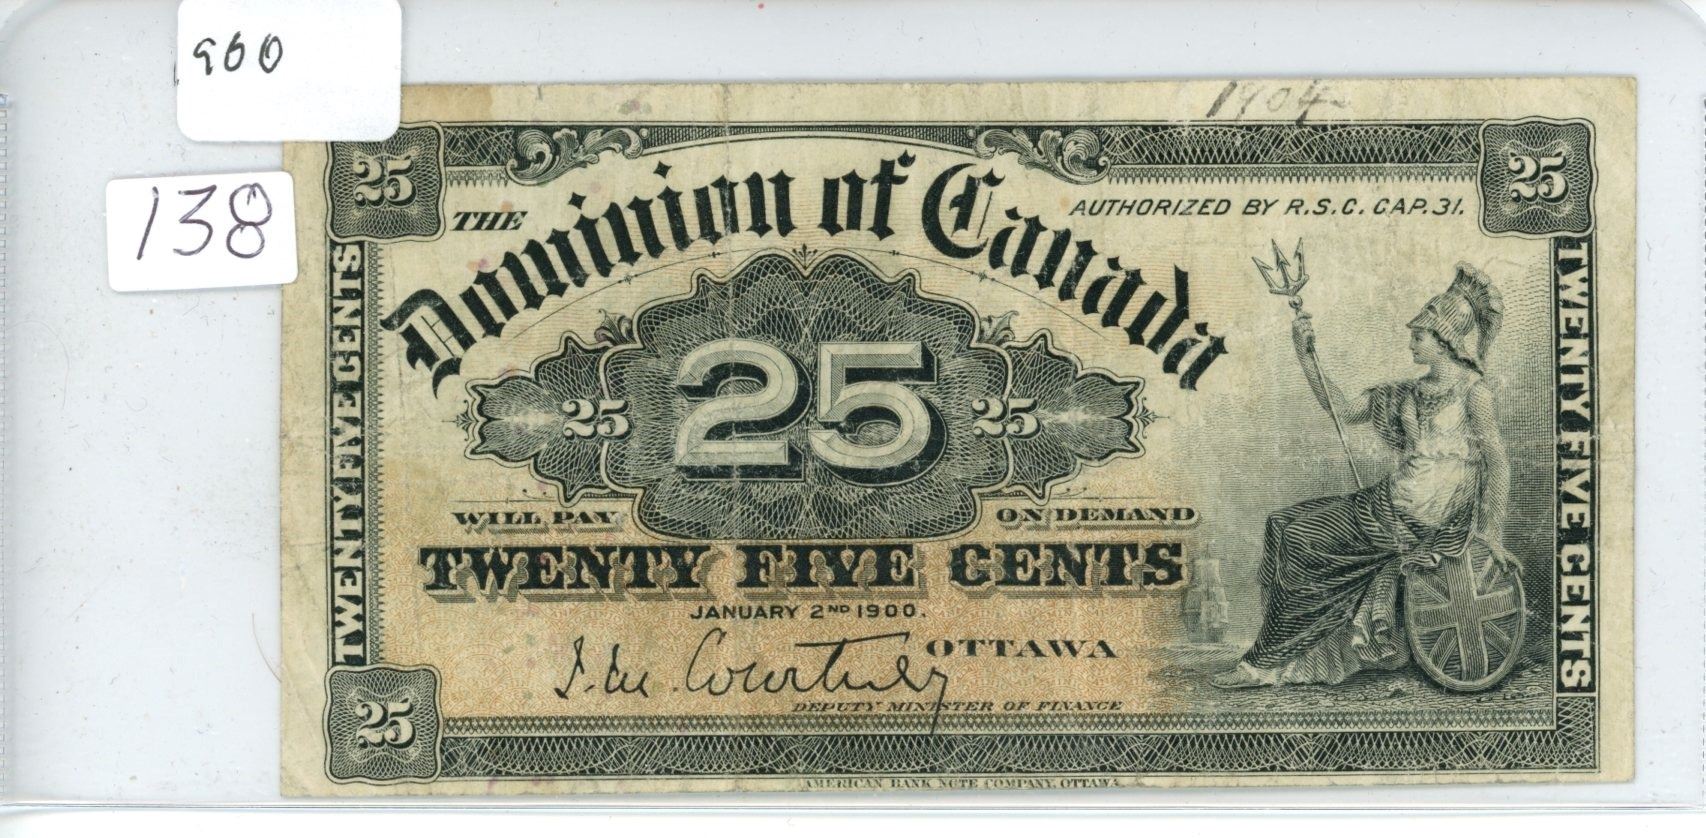 900
138
1904
25
25
THE Dominion of Canada
AUTHORIZED BY R.S.C. CAP. 31.
TWENTY FIVE CENTS
TWENTY FIVE CENTS
25
25
25
WILL PAY
ON DEMAND
TWENTY FIVE CENTS
JANUARY 2ND 1900.
J. M. Courtney
OTTAWA
DEPUTY MINISTER OF FINANCE
25
AMERICAN BANK NOTE COMPANY, OTTAWA